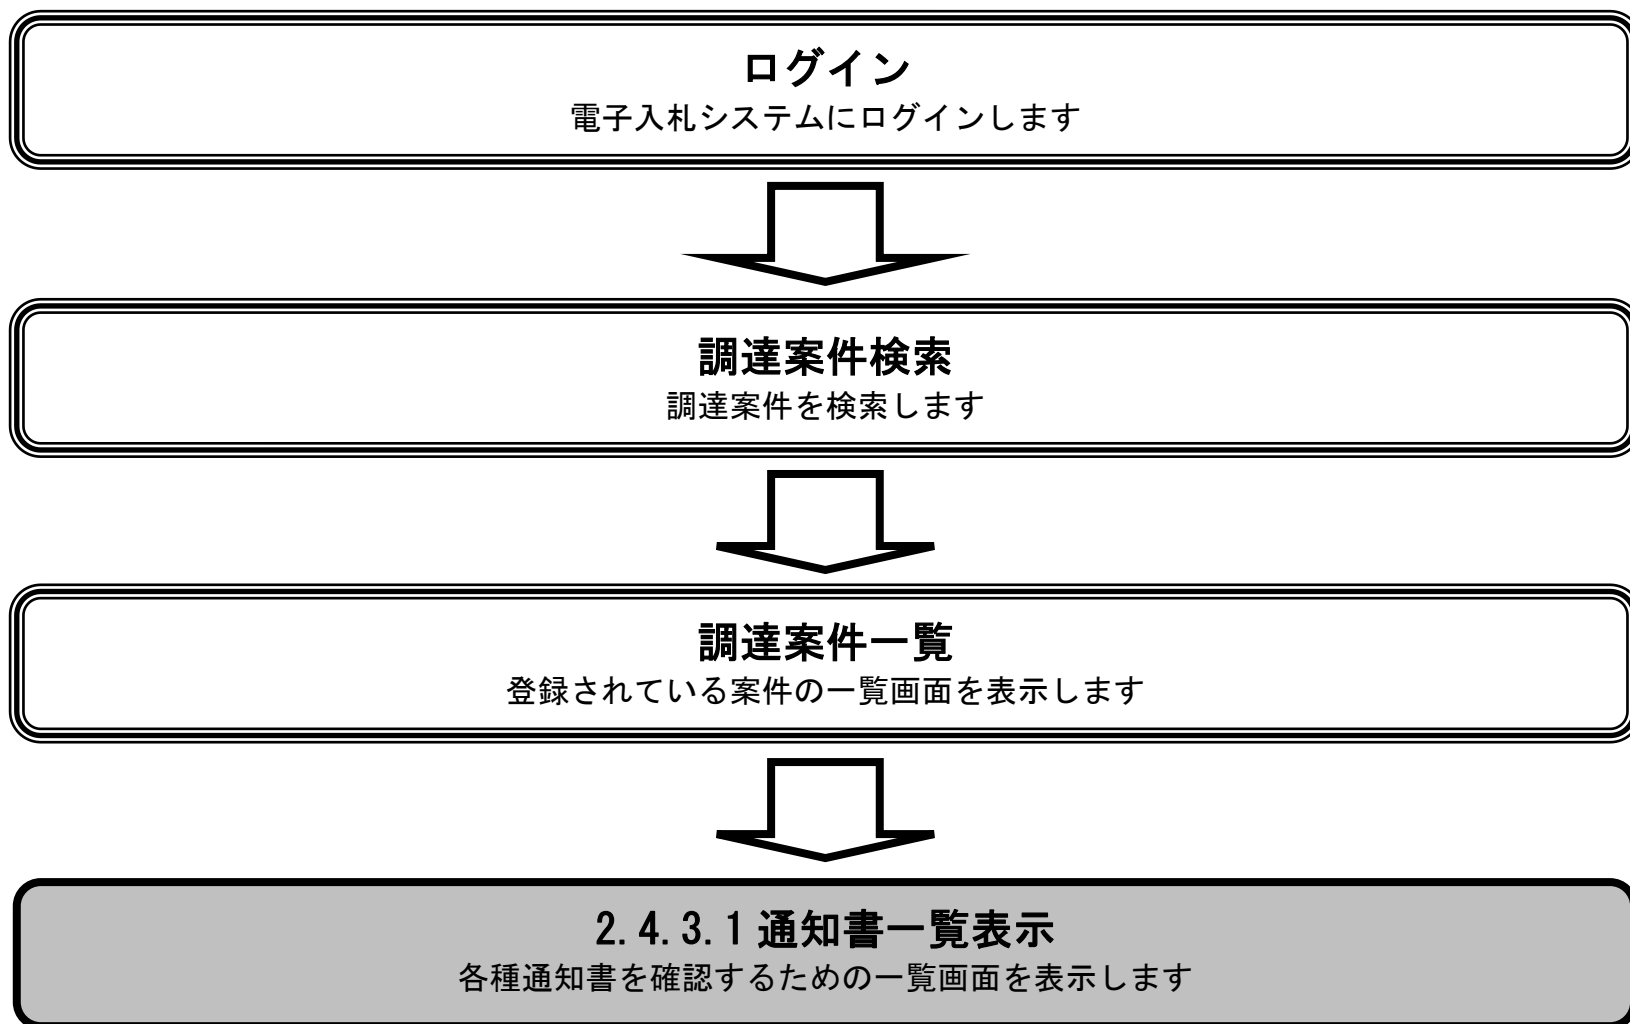 ログイン
電子入札システムにログインします
調達案件検索
調達案件を検索します
調達案件一覧
登録されている案件の一覧画面を表示します
2.4.3.1 通知書一覧表示
各種通知書を確認するための一覧画面を表示します